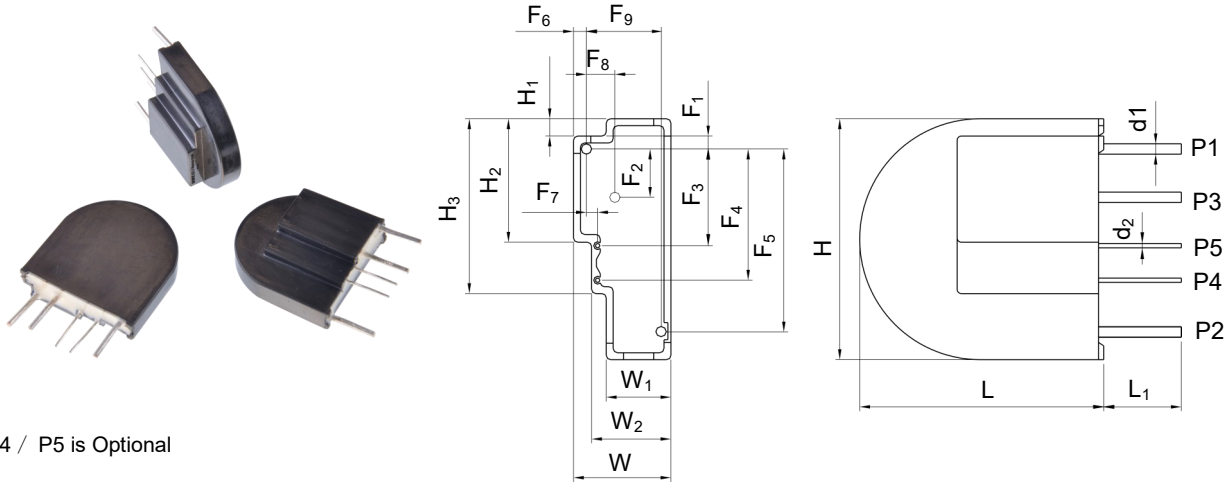 F₆ F₉
F₈
H₁
F₁
H₂
H₃
F₂
F₃
F₄
F₅
F₇
W₁
W₂
W
H
d1
P1
P3
d₂
P5
P4
P2
L
L₁
4 / P5 is Optional